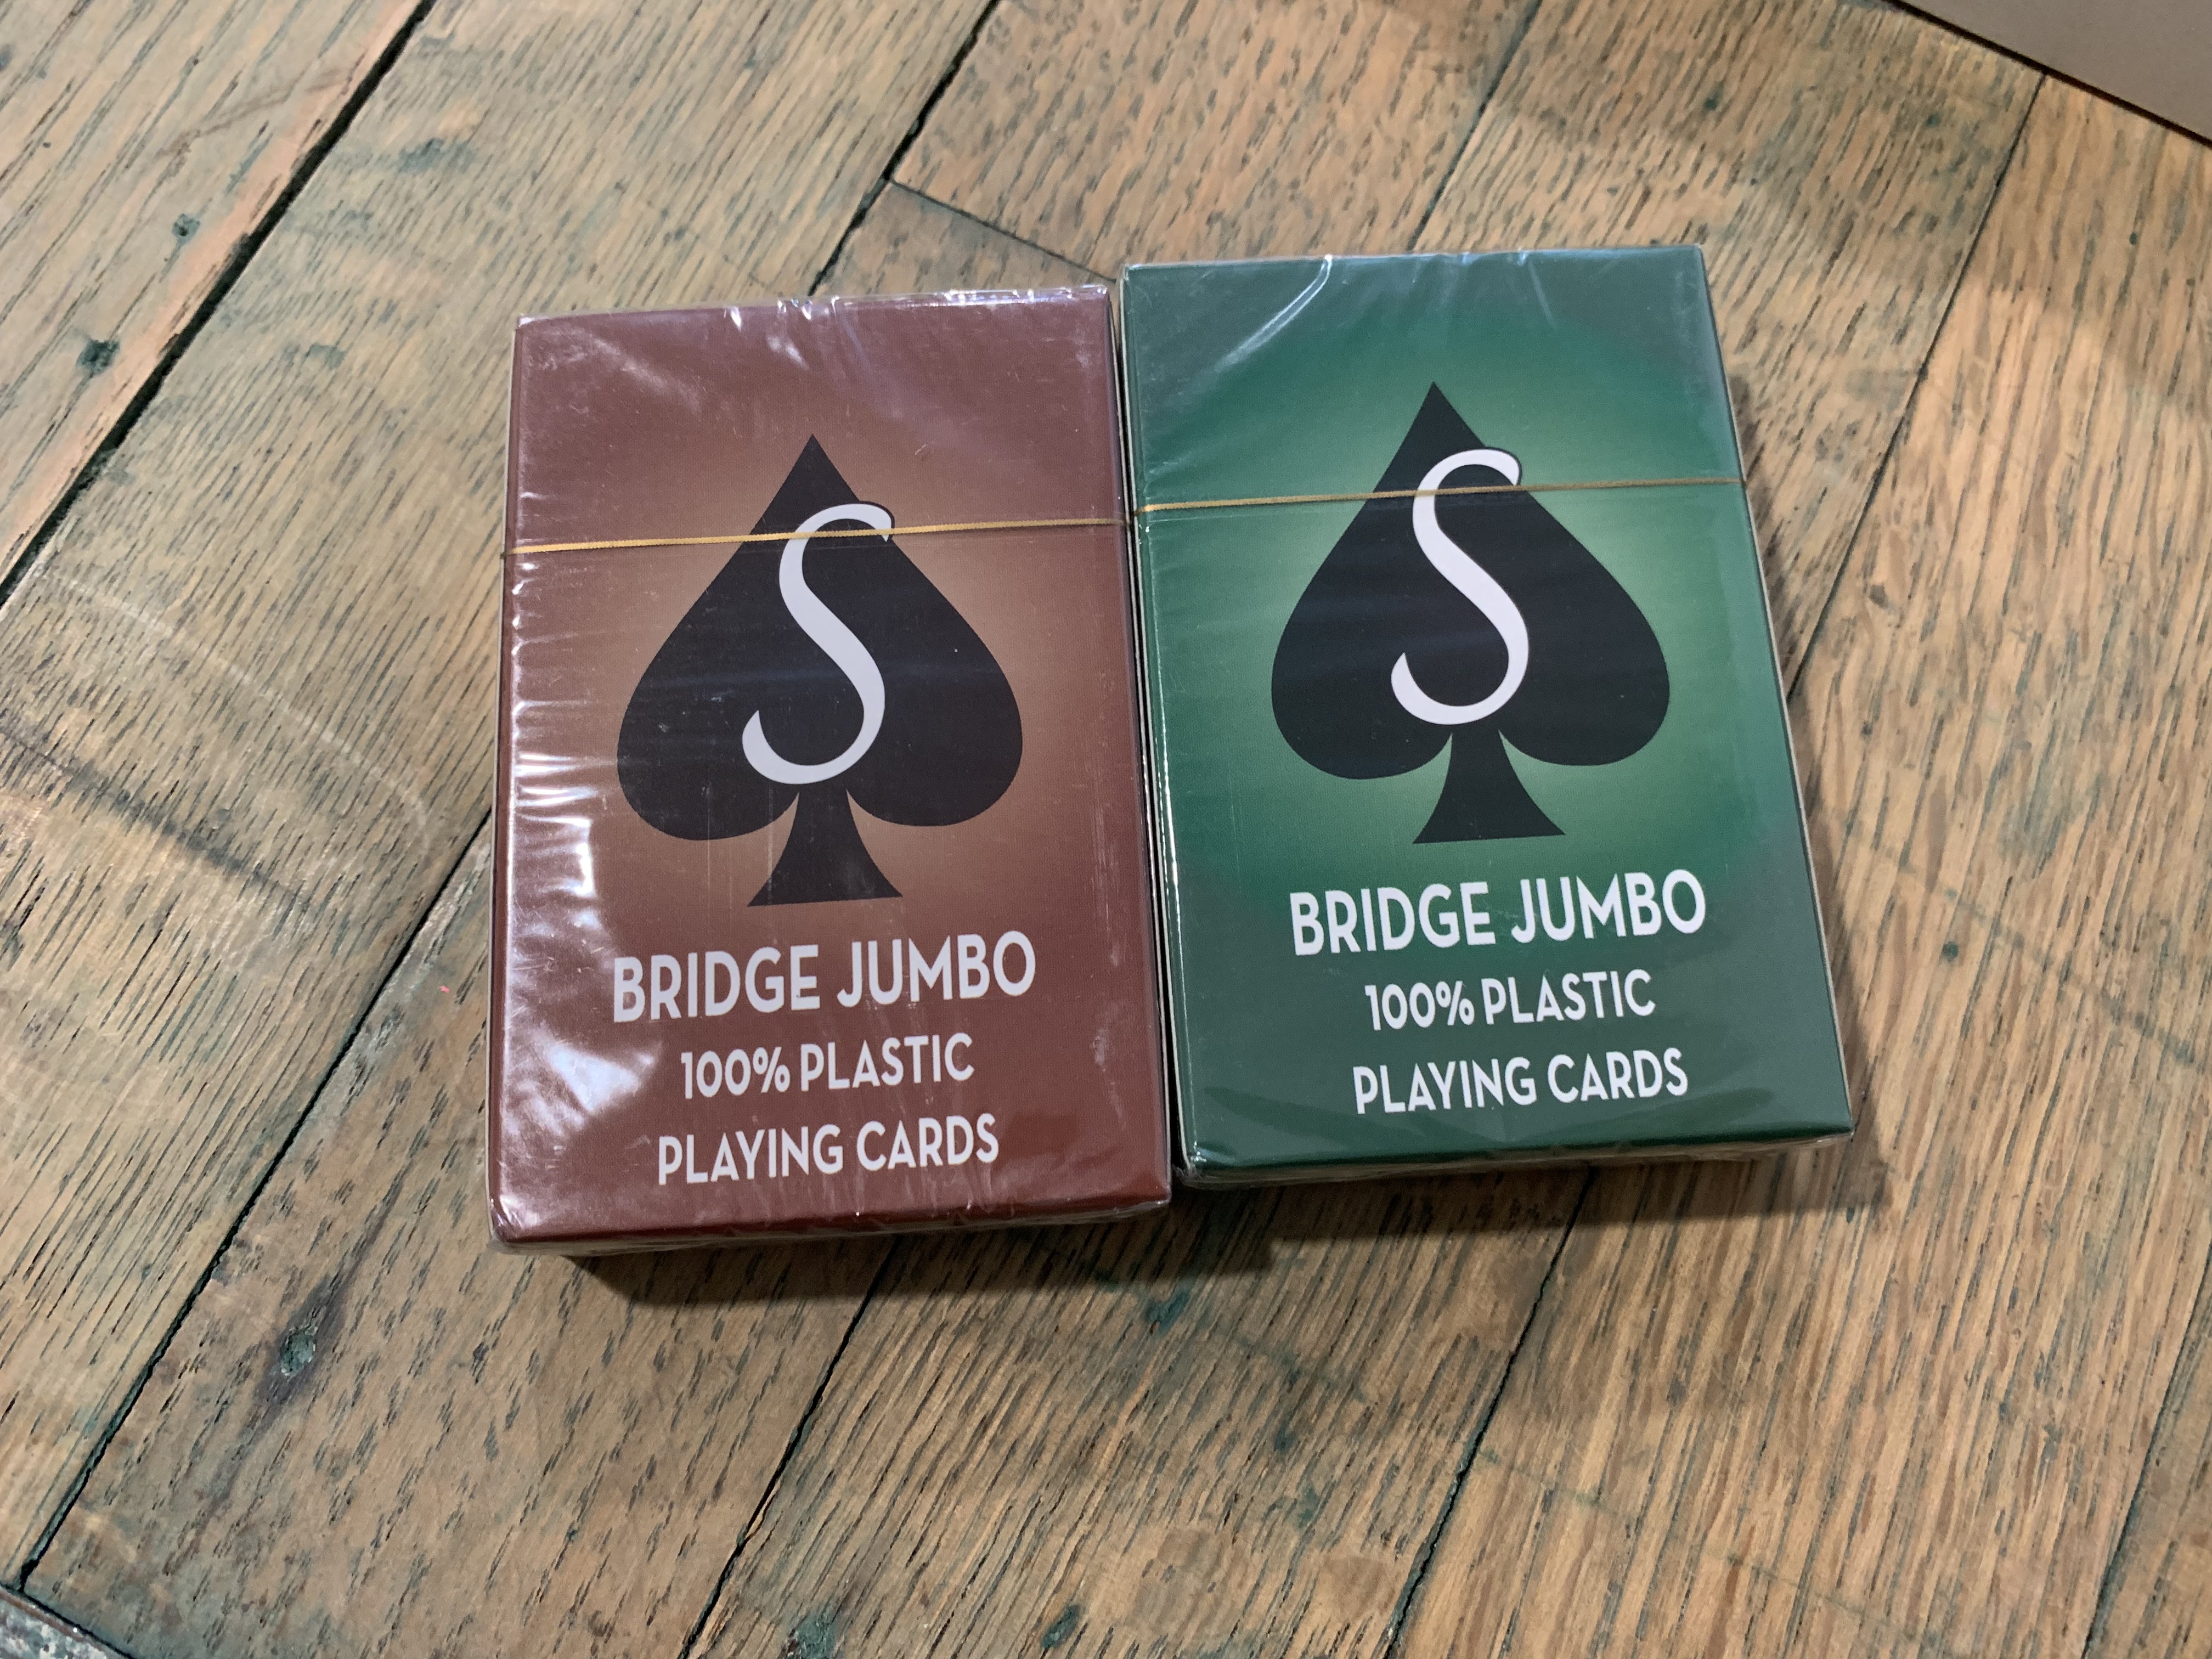 S
BRIDGE JUMBO
100% PLASTIC
PLAYING CARDS
S
BRIDGE JUMBO
100% PLASTIC
PLAYING CARDS